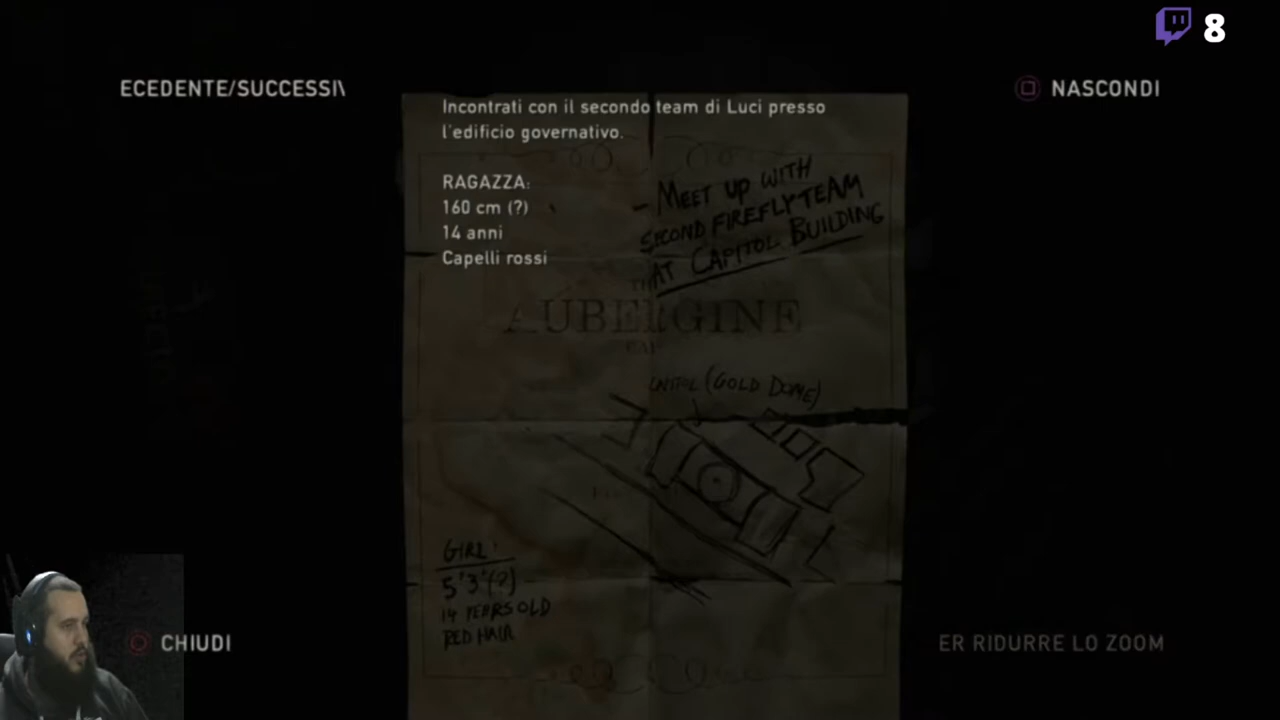 8
ECEDENTE/SUCCESSI
NASCONDI
Incontrati con il secondo team di Luci presso
l'edificio governativo.
RAGAZZA:
160 cm (?)
14 anni
Capelli rossi
- MEET UP WITH
SECOND FIREFLY TEAM
AT CAPITOL BUILDING
AUBERGINE
CAPITOL (GOLD DOME)
GIRL:
5'3"(?)
14 YEARS OLD
RED HAIR
CHIUDI
ER RIDURRE LO ZOOM